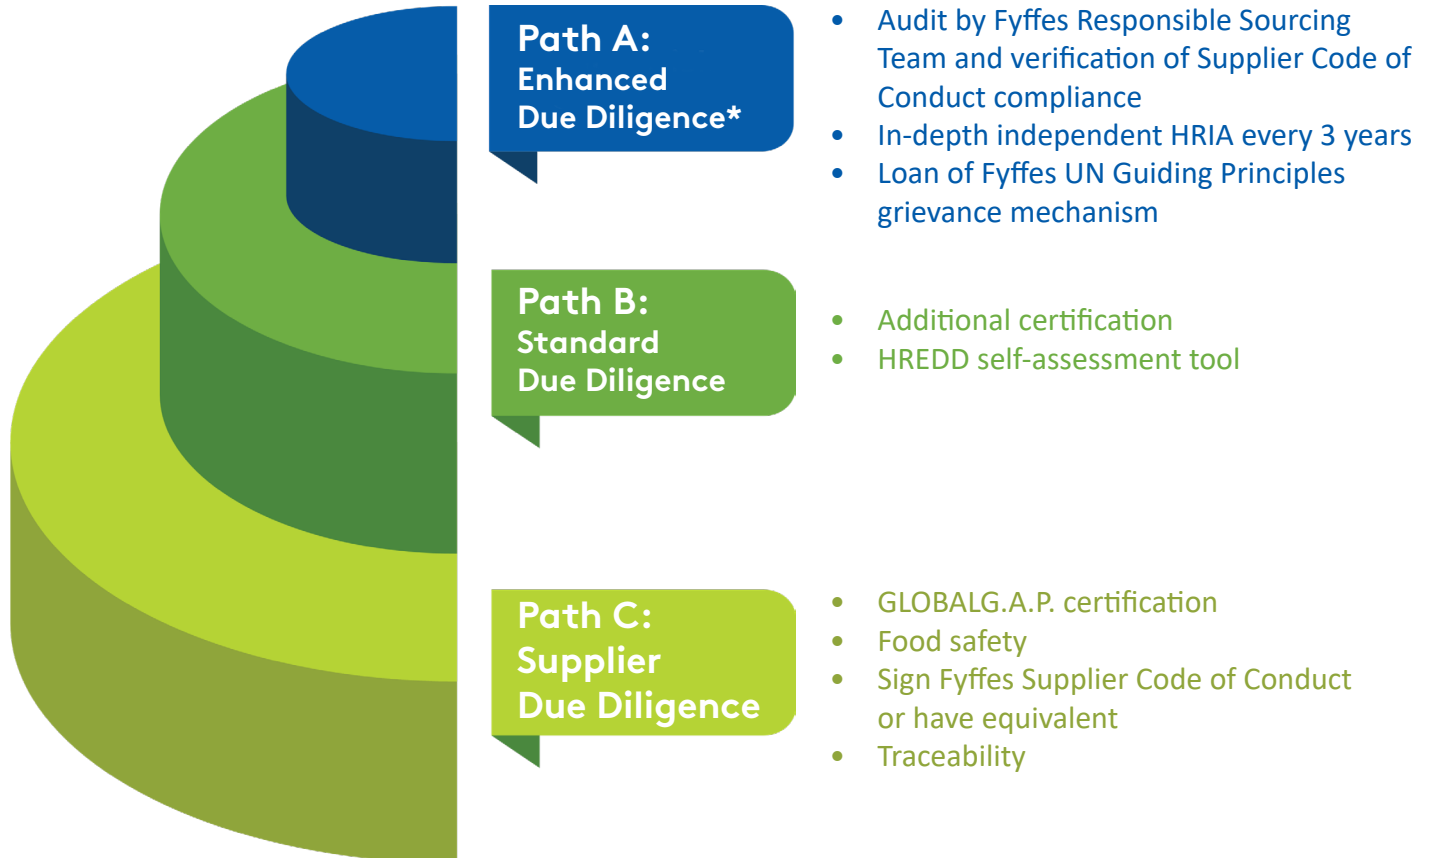 Path A:
Enhanced
Due Diligence*
• Audit by Fyffes Responsible Sourcing
Team and verification of Supplier Code of
Conduct compliance
• In-depth independent HRIA every 3 years
• Loan of Fyffes UN Guiding Principles
grievance mechanism
Path B:
Standard
Due Diligence
• Additional certification
• HREDD self-assessment tool
Path C:
Supplier
Due Diligence
• GLOBALG.A.P. certification
• Food safety
• Sign Fyffes Supplier Code of Conduct
or have equivalent
• Traceability